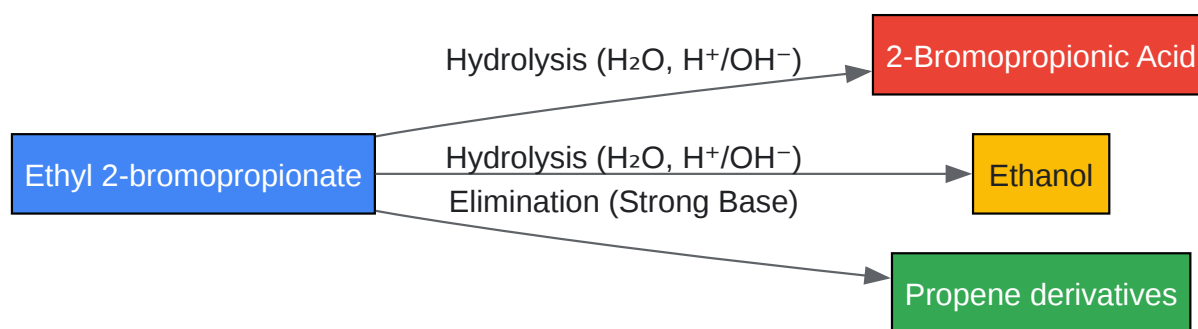 Hydrolysis (H₂O, H⁺/OH⁻)
2-Bromopropionic Acid
Ethyl 2-bromopropionate
Hydrolysis (H₂O, H⁺/OH⁻)
Ethanol
Elimination (Strong Base)
Propene derivatives